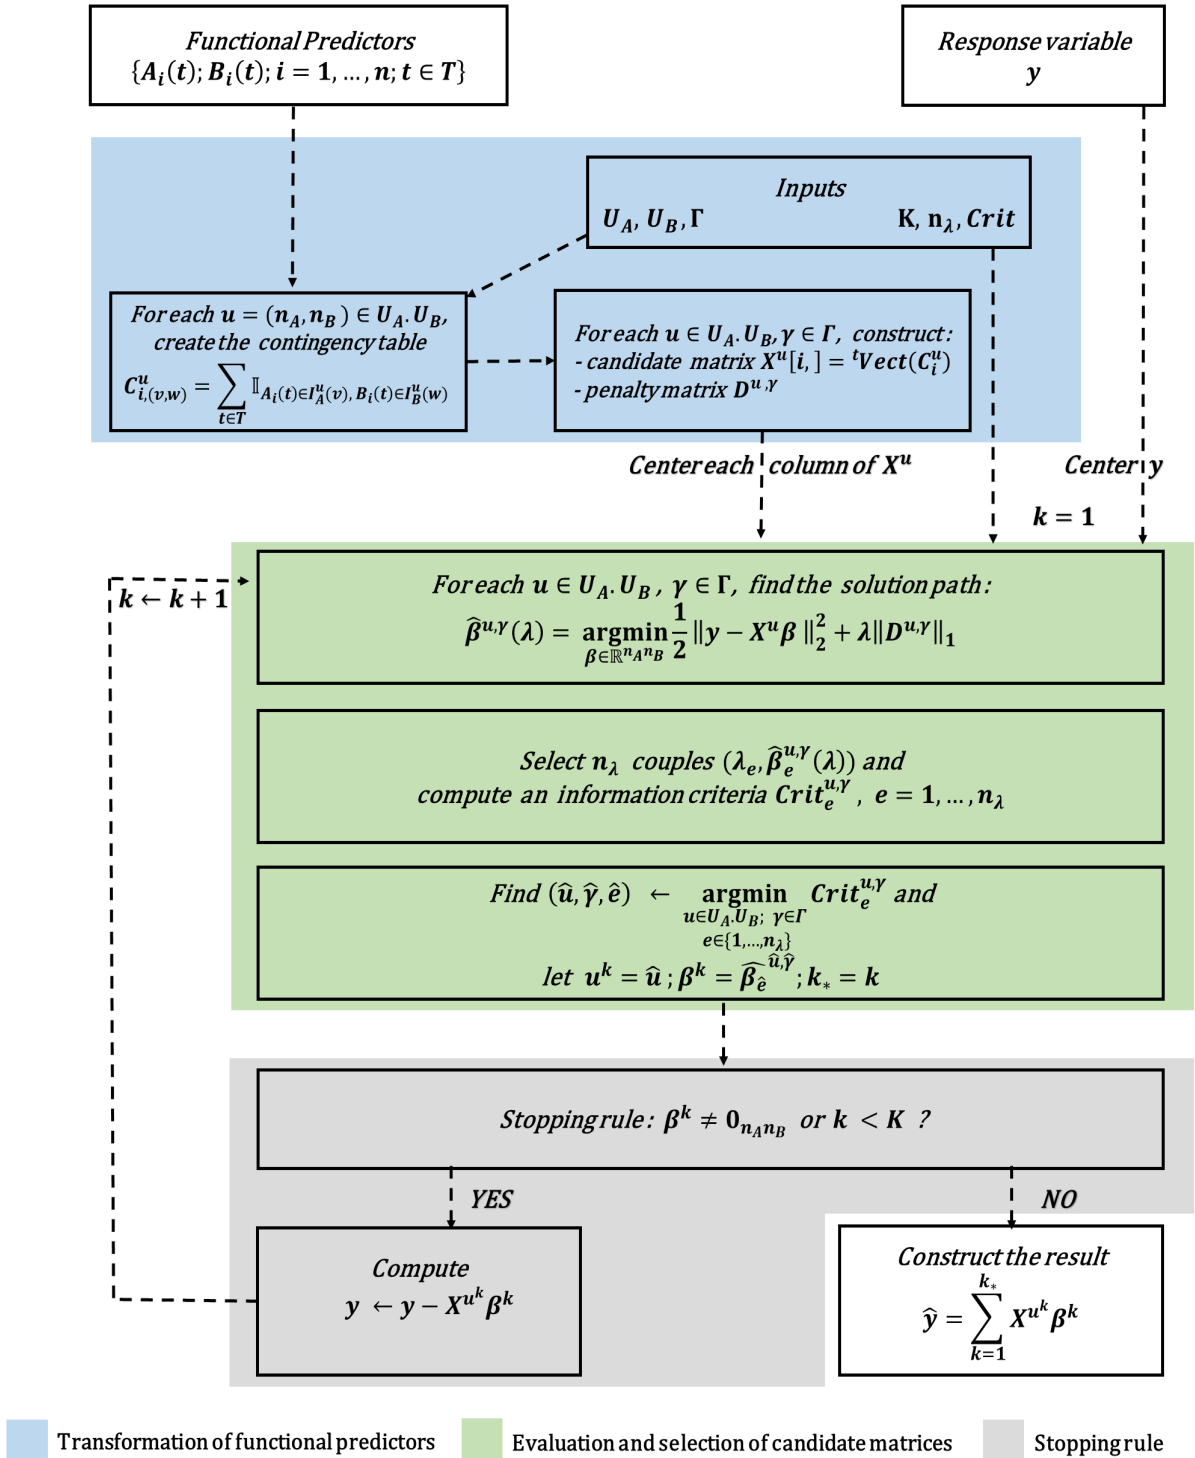 Functional Predictors
{A_i(t); B_i(t); i = 1, …, n; t ∈ T}
Response variable
y
Inputs
U_A, U_B, Γ K, n_λ, Crit
For each u = (n_A, n_B) ∈ U_A. U_B,
create the contingency table
C^u_{i,(v,w)} = ∑_{t∈T} 𝕀_{A_i(t)∈I^u_A(v), B_i(t)∈I^u_B(w)}
For each u ∈ U_A. U_B, γ ∈ Γ, construct:
- candidate matrix X^u[i, ] = ^tVect(C^u_i)
- penalty matrix D^{u,γ}
Center each column of X^u
Center y
k = 1
k ← k + 1
For each u ∈ U_A. U_B, γ ∈ Γ, find the solution path:
β̂^{u,γ}(λ) = argmin_{β∈ℝ^{n_A n_B}} 1/2 ‖y − X^u β‖^2_2 + λ‖D^{u,γ}‖_1
Select n_λ couples (λ_e, β̂^{u,γ}_e(λ)) and
compute an information criteria Crit^{u,γ}_e, e = 1, …, n_λ
Find (û, γ̂, ê) ← argmin_{u∈U_A.U_B; γ∈Γ e∈{1,…,n_λ}} Crit^{u,γ}_e and
let u^k = û ; β^k = β̂_ê^{û,γ̂}; k_* = k
Stopping rule: β^k ≠ 0_{n_A n_B} or k < K ?
YES
NO
Compute
y ← y − X^{u^k} β^k
Construct the result
ŷ = ∑_{k=1}^{k_*} X^{u^k} β^k
Transformation of functional predictors
Evaluation and selection of candidate matrices
Stopping rule